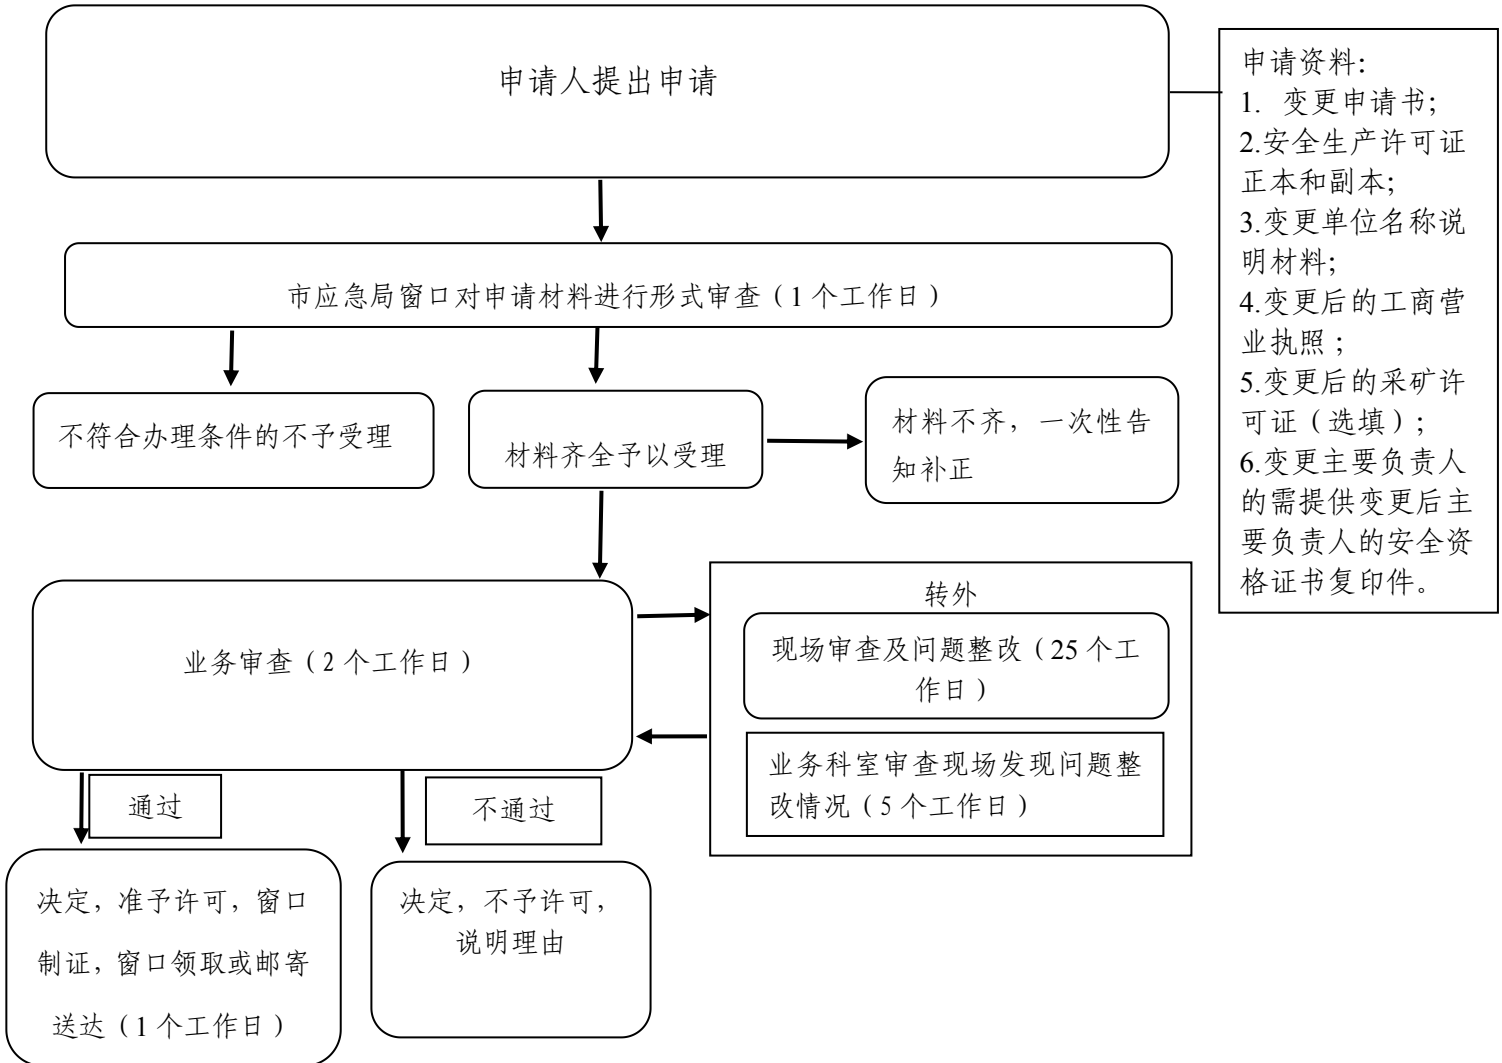 申请人提出申请
申请资料:
1. 变更申请书;
2.安全生产许可证
正本和副本;
3.变更单位名称说
明材料;
4.变更后的工商营
业执照；
5.变更后的采矿许
可证（选填）;
6.变更主要负责人
的需提供变更后主
要负责人的安全资
格证书复印件。
市应急局窗口对申请材料进行形式审查（1 个工作日）
不符合办理条件的不予受理
材料齐全予以受理
材料不齐，一次性告
知补正
业务审查（2 个工作日）
转外
现场审查及问题整改（25 个工
作日）
业务科室审查现场发现问题整
改情况（5 个工作日）
通过
不通过
决定，准予许可，窗口
制证，窗口领取或邮寄
送达（1 个工作日）
决定，不予许可，
说明理由